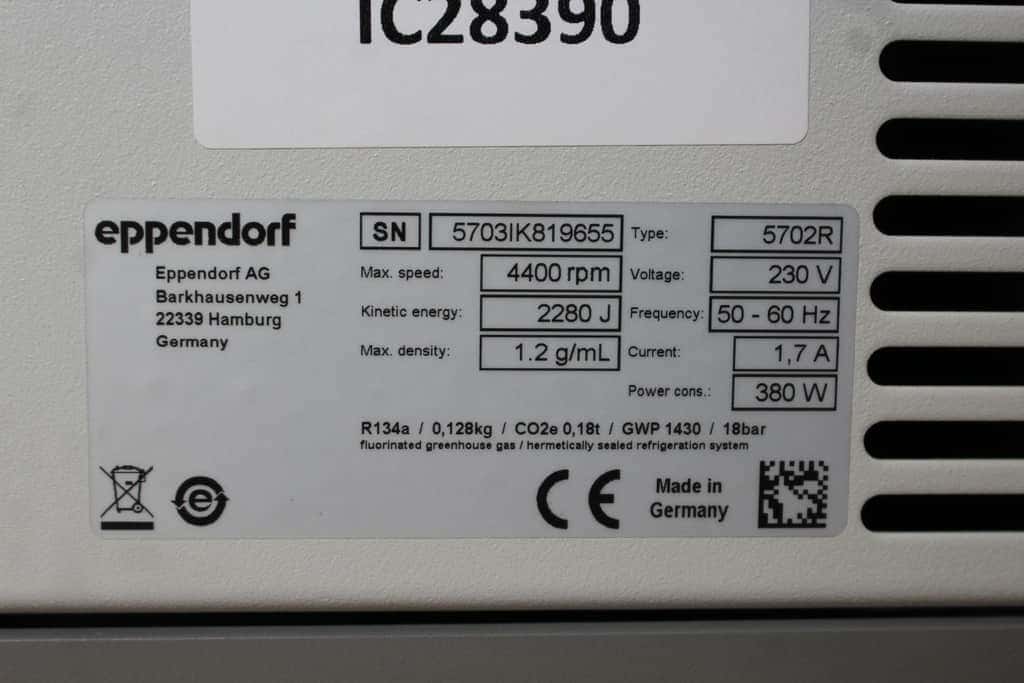 IC28390
eppendorf
Eppendorf AG
Barkhausenweg 1
22339 Hamburg
Germany
SN 5703IK819655 Type: 5702R
Max. speed: 4400 rpm Voltage: 230 V
Kinetic energy: 2280 J Frequency: 50 - 60 Hz
Max. density: 1.2 g/mL Current: 1,7 A
Power cons.: 380 W
R134a / 0,128kg / CO2e 0,18t / GWP 1430 / 18bar
fluorinated greenhouse gas / hermetically sealed refrigeration system
e
CE
Made in
Germany